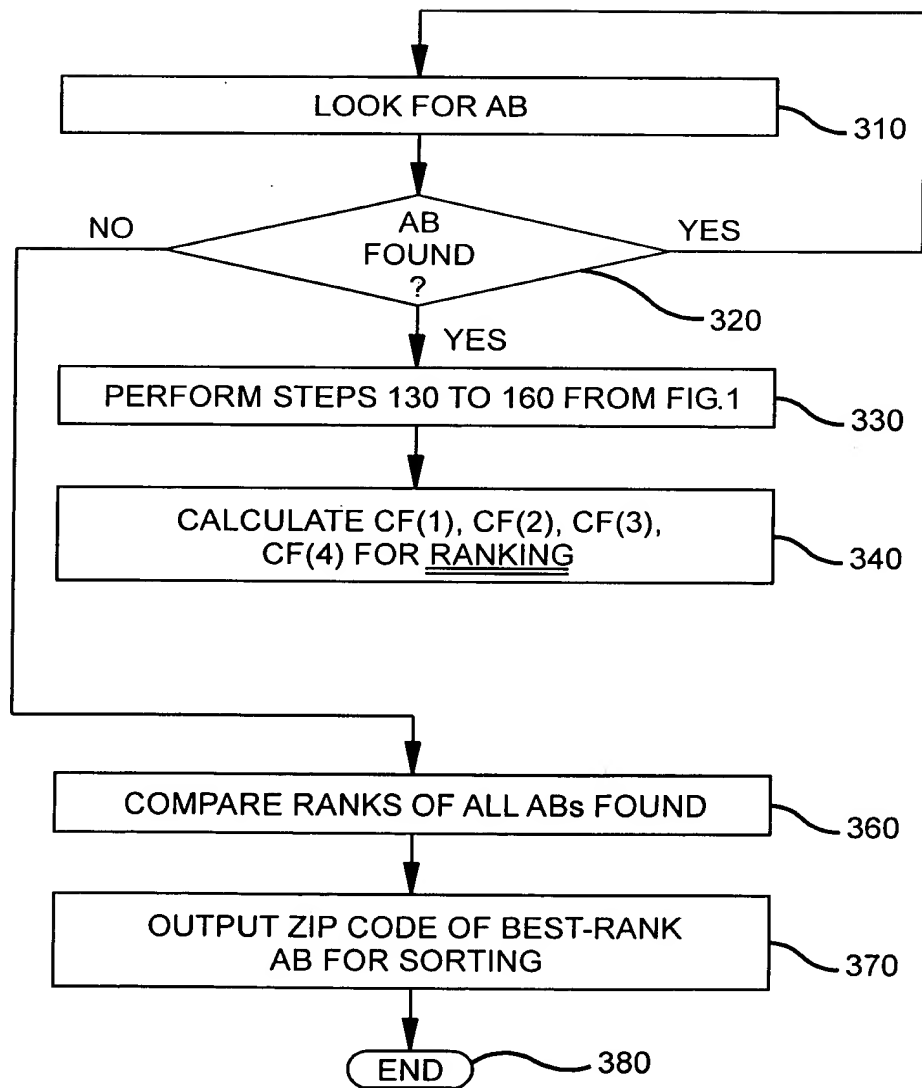 LOOK FOR AB
310
NO
AB
FOUND
?
YES
320
YES
PERFORM STEPS 130 TO 160 FROM FIG.1
330
CALCULATE CF(1), CF(2), CF(3),
CF(4) FOR RANKING
340
COMPARE RANKS OF ALL ABs FOUND
360
OUTPUT ZIP CODE OF BEST-RANK
AB FOR SORTING
370
END
380